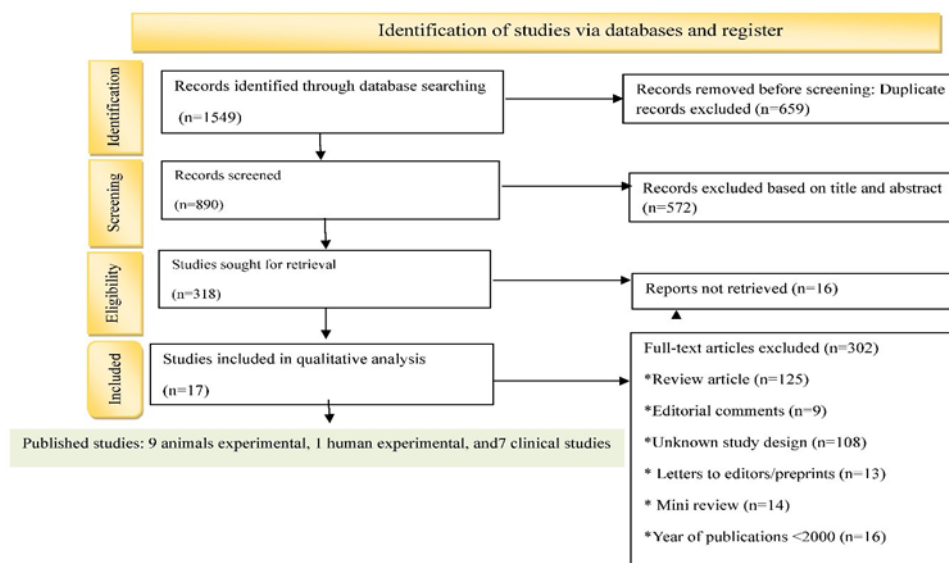 Identification of studies via databases and register
Identification
Records identified through database searching
(n=1549)
Records removed before screening: Duplicate
records excluded (n=659)
Screening
Records screened
(n=890)
Records excluded based on title and abstract
(n=572)
Eligibility
Studies sought for retrieval
(n=318)
Reports not retrieved (n=16)
Included
Studies included in qualitative analysis
(n=17)
Full-text articles excluded (n=302)
*Review article (n=125)
*Editorial comments (n=9)
*Unknown study design (n=108)
* Letters to editors/preprints (n=13)
* Mini review (n=14)
*Year of publications <2000 (n=16)
Published studies: 9 animals experimental, 1 human experimental, and7 clinical studies